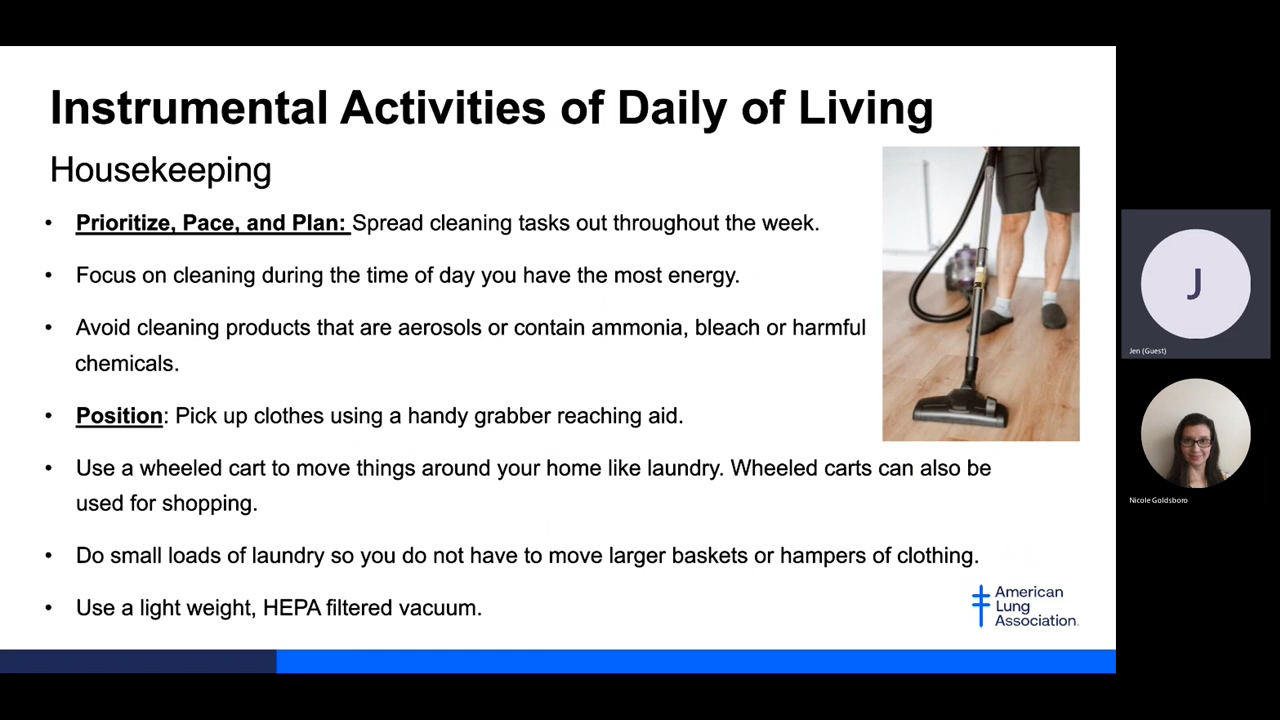 Instrumental Activities of Daily of Living
Housekeeping
• Prioritize, Pace, and Plan: Spread cleaning tasks out throughout the week.
• Focus on cleaning during the time of day you have the most energy.
• Avoid cleaning products that are aerosols or contain ammonia, bleach or harmful
chemicals.
• Position: Pick up clothes using a handy grabber reaching aid.
• Use a wheeled cart to move things around your home like laundry. Wheeled carts can also be
used for shopping.
• Do small loads of laundry so you do not have to move larger baskets or hampers of clothing.
• Use a light weight, HEPA filtered vacuum.
American
Lung
Association.
J
Jen (Guest)
Nicole Goldsboro